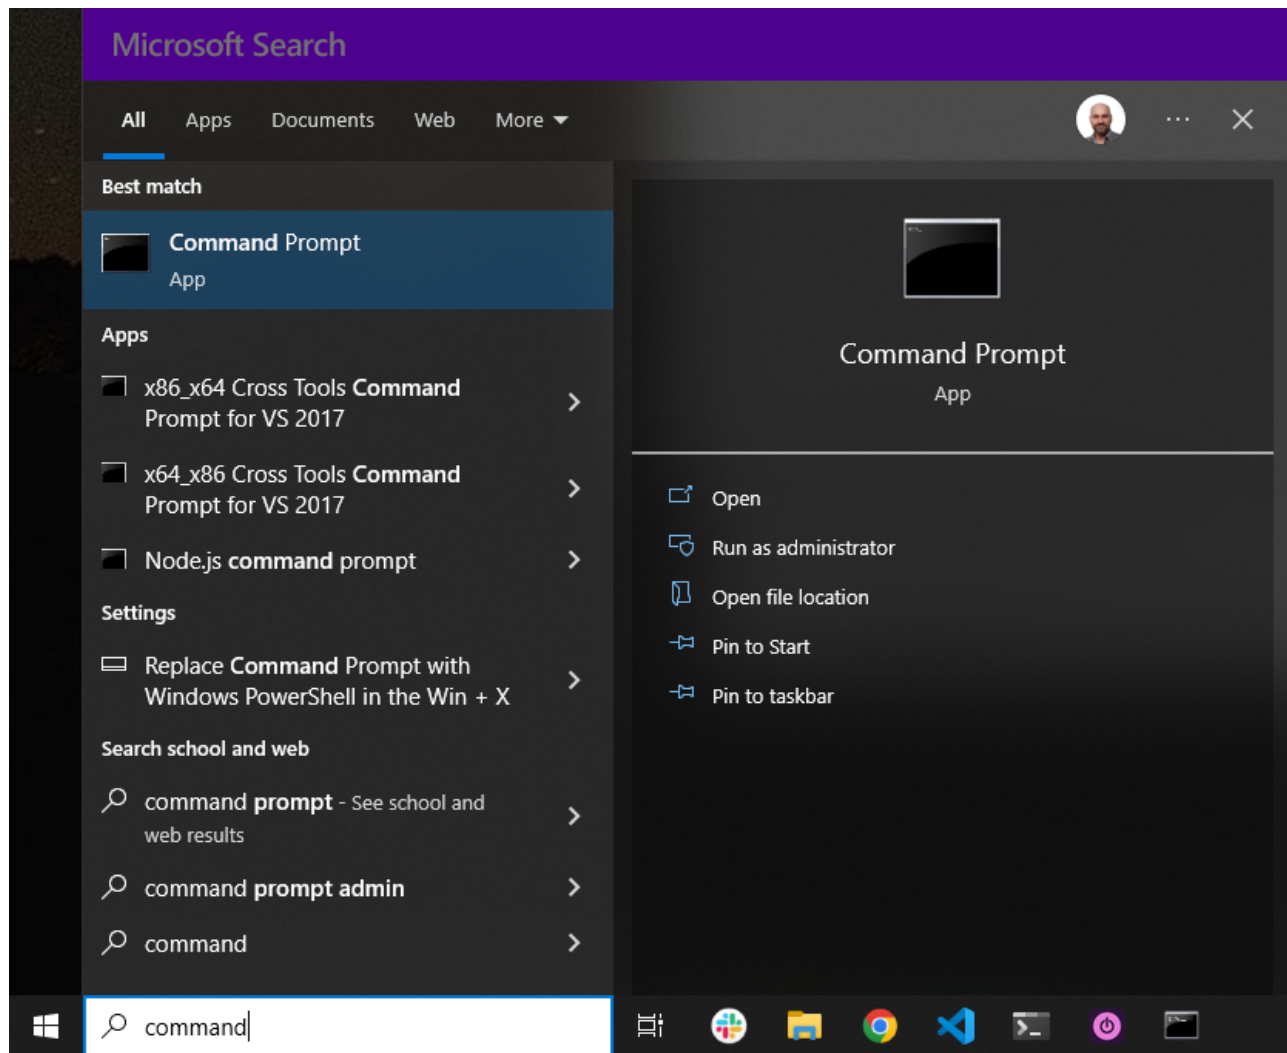 Microsoft Search
All Apps Documents Web More
Best match
Command Prompt
App
Apps
x86_x64 Cross Tools Command
Prompt for VS 2017
x64_x86 Cross Tools Command
Prompt for VS 2017
Node.js command prompt
Settings
Replace Command Prompt with
Windows PowerShell in the Win + X
Search school and web
command prompt - See school and
web results
command prompt admin
command
command
Command Prompt
App
Open
Run as administrator
Open file location
Pin to Start
Pin to taskbar